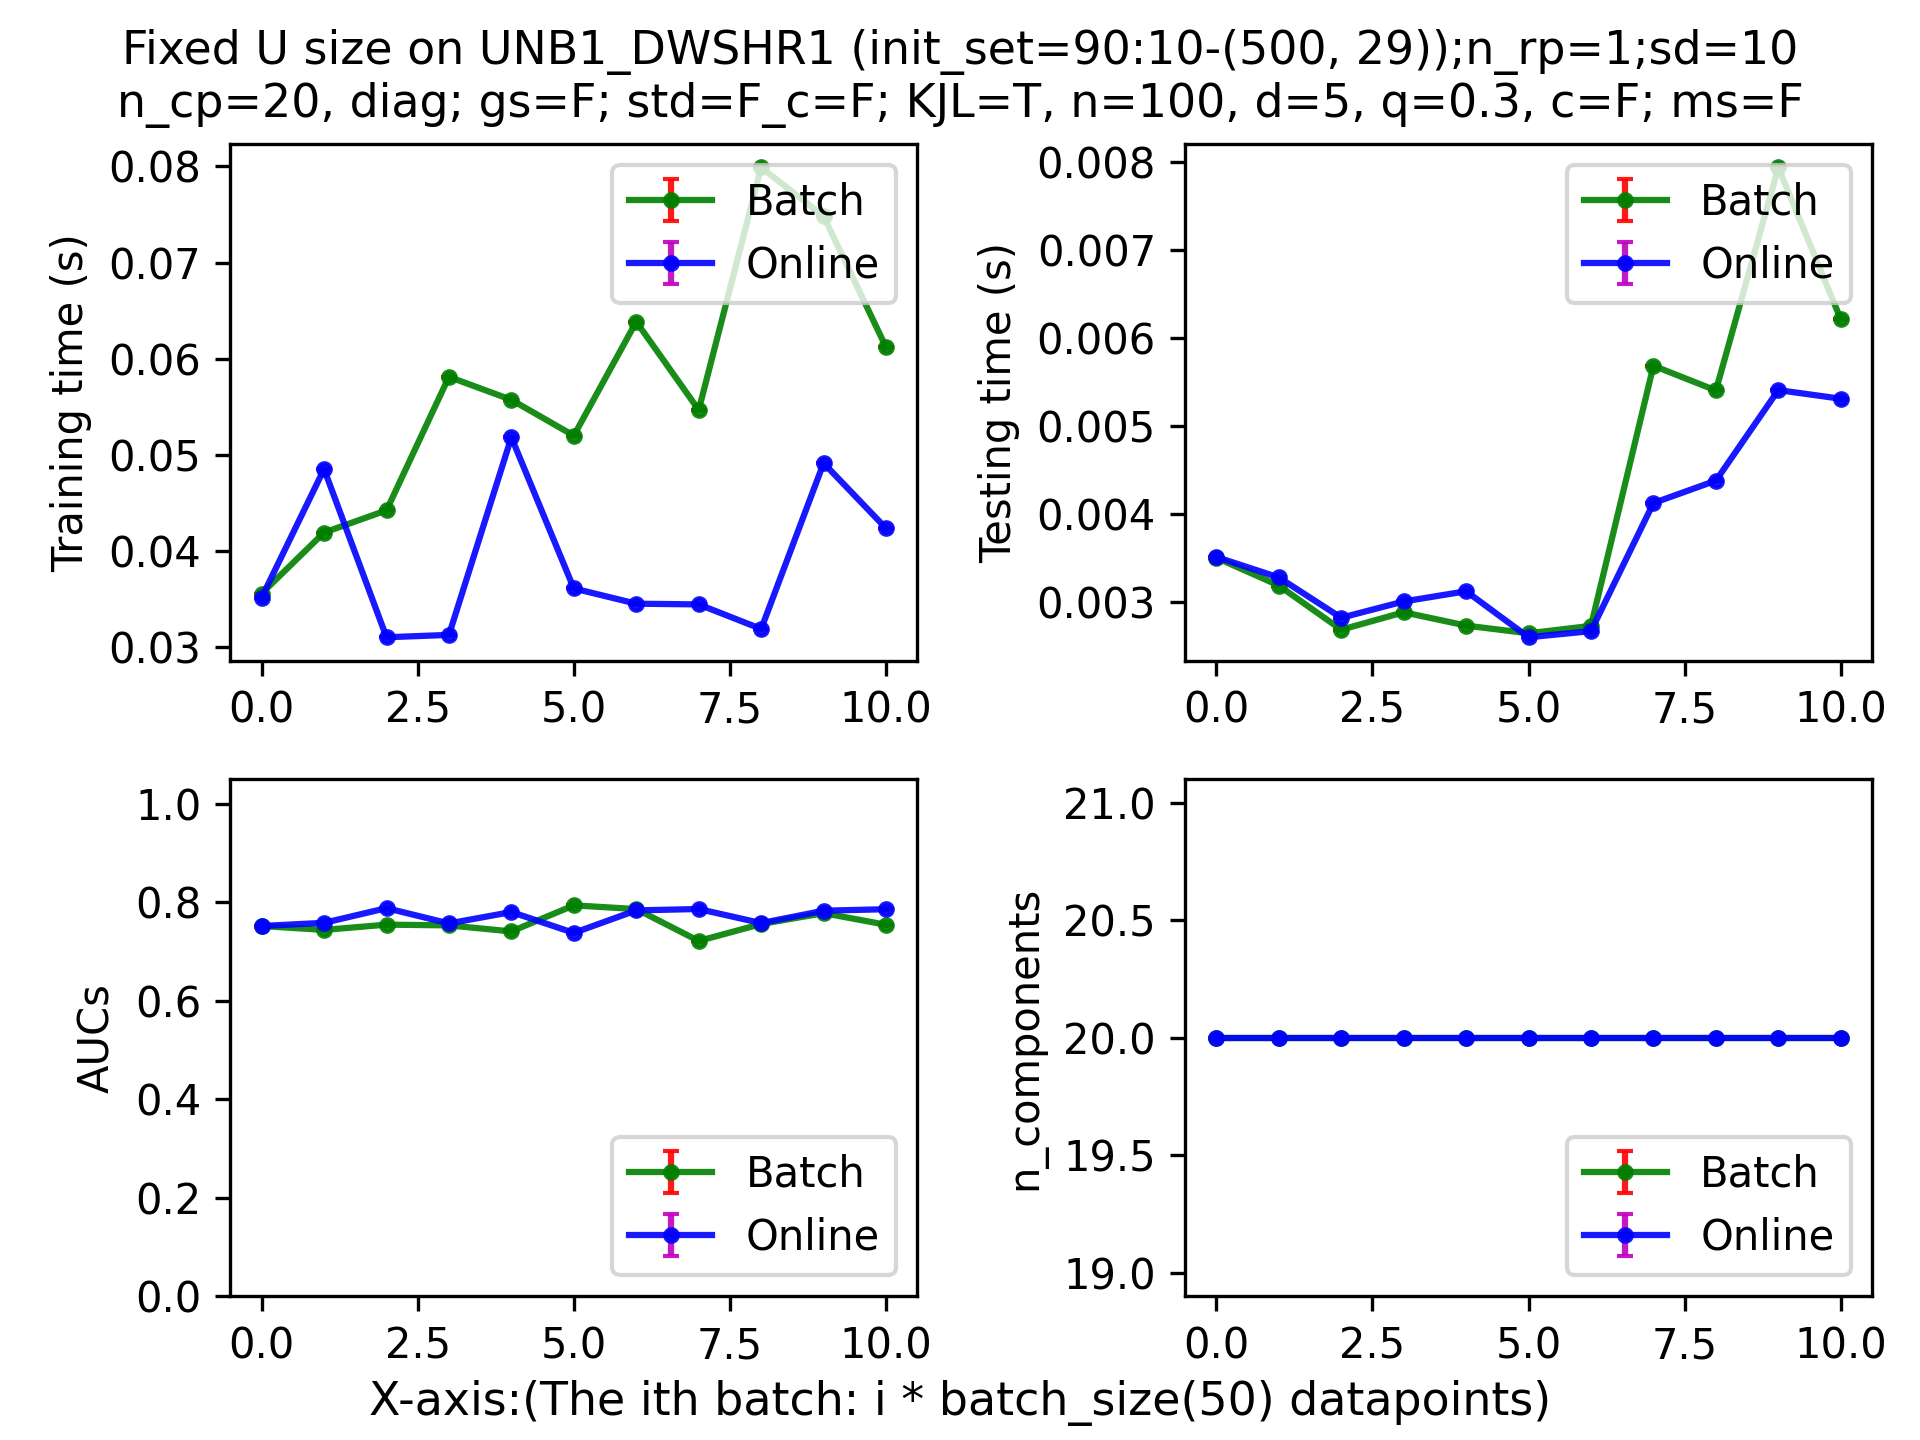 Fixed U size on UNB1_DWSHR1 (init_set=90:10-(500, 29));n_rp=1;sd=10
n_cp=20, diag; gs=F; std=F_c=F; KJL=T, n=100, d=5, q=0.3, c=F; ms=F
Training time (s)
0.08
0.07
0.06
0.05
0.04
0.03
Batch
Online
0.0 2.5 5.0 7.5 10.0
Testing time (s)
0.008
0.007
0.006
0.005
0.004
0.003
Batch
Online
0.0 2.5 5.0 7.5 10.0
AUCs
1.0
0.8
0.6
0.4
0.2
0.0
Batch
Online
0.0 2.5 5.0 7.5 10.0
n_components
21.0
20.5
20.0
19.5
19.0
Batch
Online
0.0 2.5 5.0 7.5 10.0
X-axis:(The ith batch: i * batch_size(50) datapoints)